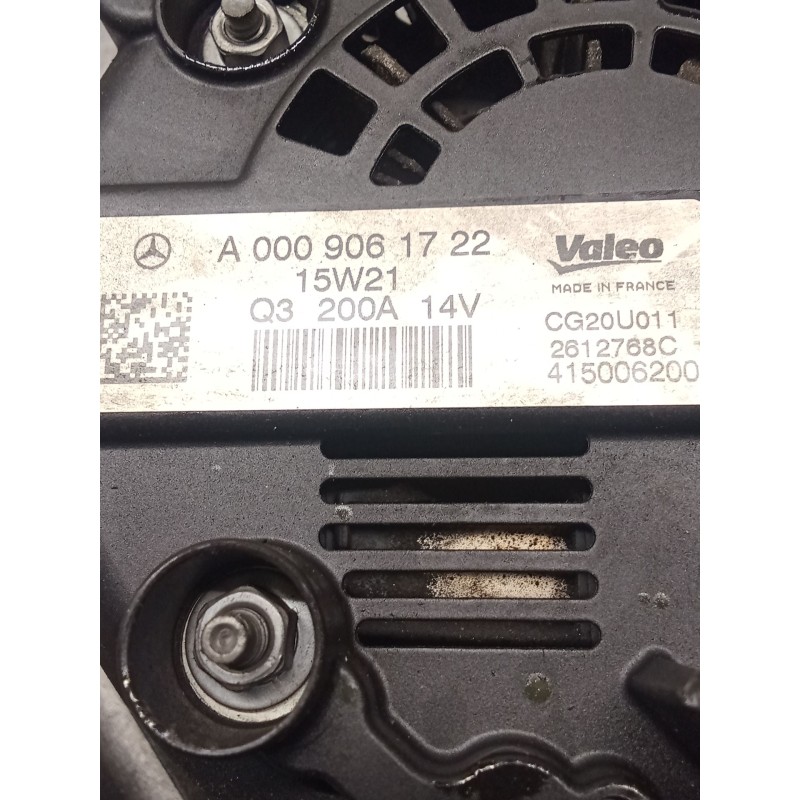 A 000 906 17 22
15W21
Q3 200A 14V
Valeo
MADE IN FRANCE
CG20U011
2612768C
415006200